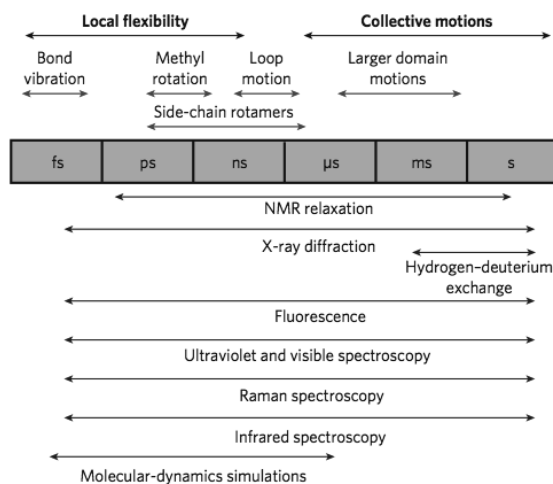 Local flexibility
Collective motions
Bond
vibration
Methyl
rotation
Loop
motion
Larger domain
motions
Side-chain rotamers
fs
ps
ns
µs
ms
s
NMR relaxation
X-ray diffraction
Hydrogen–deuterium
exchange
Fluorescence
Ultraviolet and visible spectroscopy
Raman spectroscopy
Infrared spectroscopy
Molecular-dynamics simulations